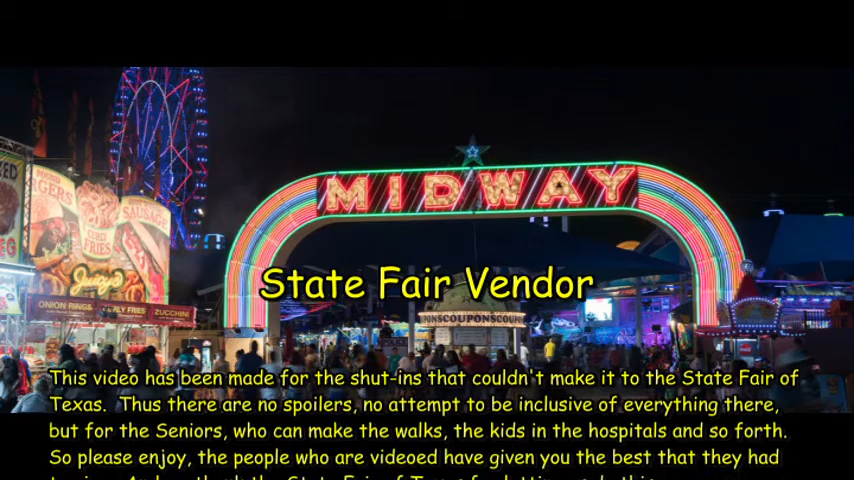 MIDWAY
POUND
CURLY
FRIES
SAUSAGE
ONION RINGS
ZUCCHINI
State Fair Vendor
COUPONS
This video has been made for the shut-ins that couldn't make it to the State Fair of
Texas. Thus there are no spoilers, no attempt to be inclusive of everything there,
but for the Seniors, who can make the walks, the kids in the hospitals and so forth.
So please enjoy, the people who are videoed have given you the best that they had